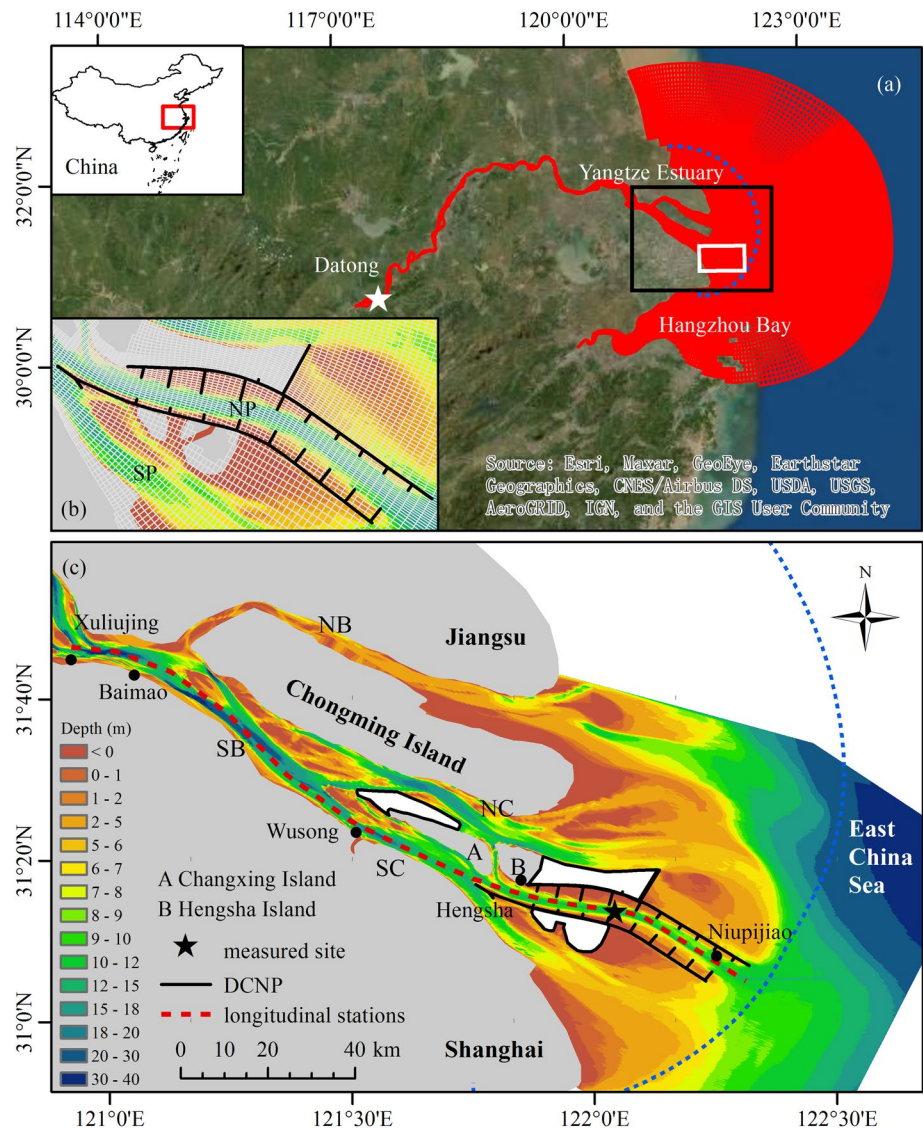 114°0'E 117°0'E 120°0'E 123°0'E
(a)
China
32°0'0"N
30°0'0"N
Yangtze Estuary
Datong
Hangzhou Bay
NP
SP
(b)
Source: Esri, Maxar, GeoEye, Earthstar
Geographics, CNES/Airbus DS, USDA, USGS,
AeroGRID, IGN, and the GIS User Community
(c)
N
Xuliujing
NB
Jiangsu
Baimao
Chongming Island
31°40'N
Depth (m)
< 0
0 - 1
1 - 2
2 - 5
5 - 6
6 - 7
7 - 8
8 - 9
9 - 10
10 - 12
12 - 15
15 - 18
18 - 20
20 - 30
30 - 40
SB
NC
Wusong
East
China
Sea
31°20'N
SC
A
B
A Changxing Island
B Hengsha Island
Hengsha
Niupijiao
measured site
DCNP
longitudinal stations
0 10 20 40 km
31°0'N
Shanghai
121°0'E 121°30'E 122°0'E 122°30'E